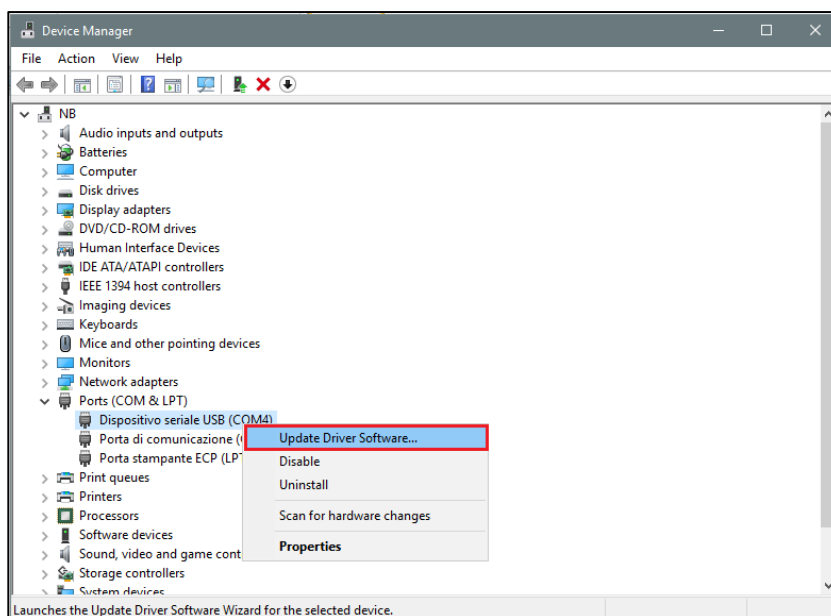 Device Manager
File Action View Help
NB
Audio inputs and outputs
Batteries
Computer
Disk drives
Display adapters
DVD/CD-ROM drives
Human Interface Devices
IDE ATA/ATAPI controllers
IEEE 1394 host controllers
Imaging devices
Keyboards
Mice and other pointing devices
Monitors
Network adapters
Ports (COM & LPT)
Dispositivo seriale USB (COM4)
Porta di comunicazione (
Porta stampante ECP (LPT
Print queues
Printers
Processors
Software devices
Sound, video and game cont
Storage controllers
System devices
Update Driver Software...
Disable
Uninstall
Scan for hardware changes
Properties
Launches the Update Driver Software Wizard for the selected device.